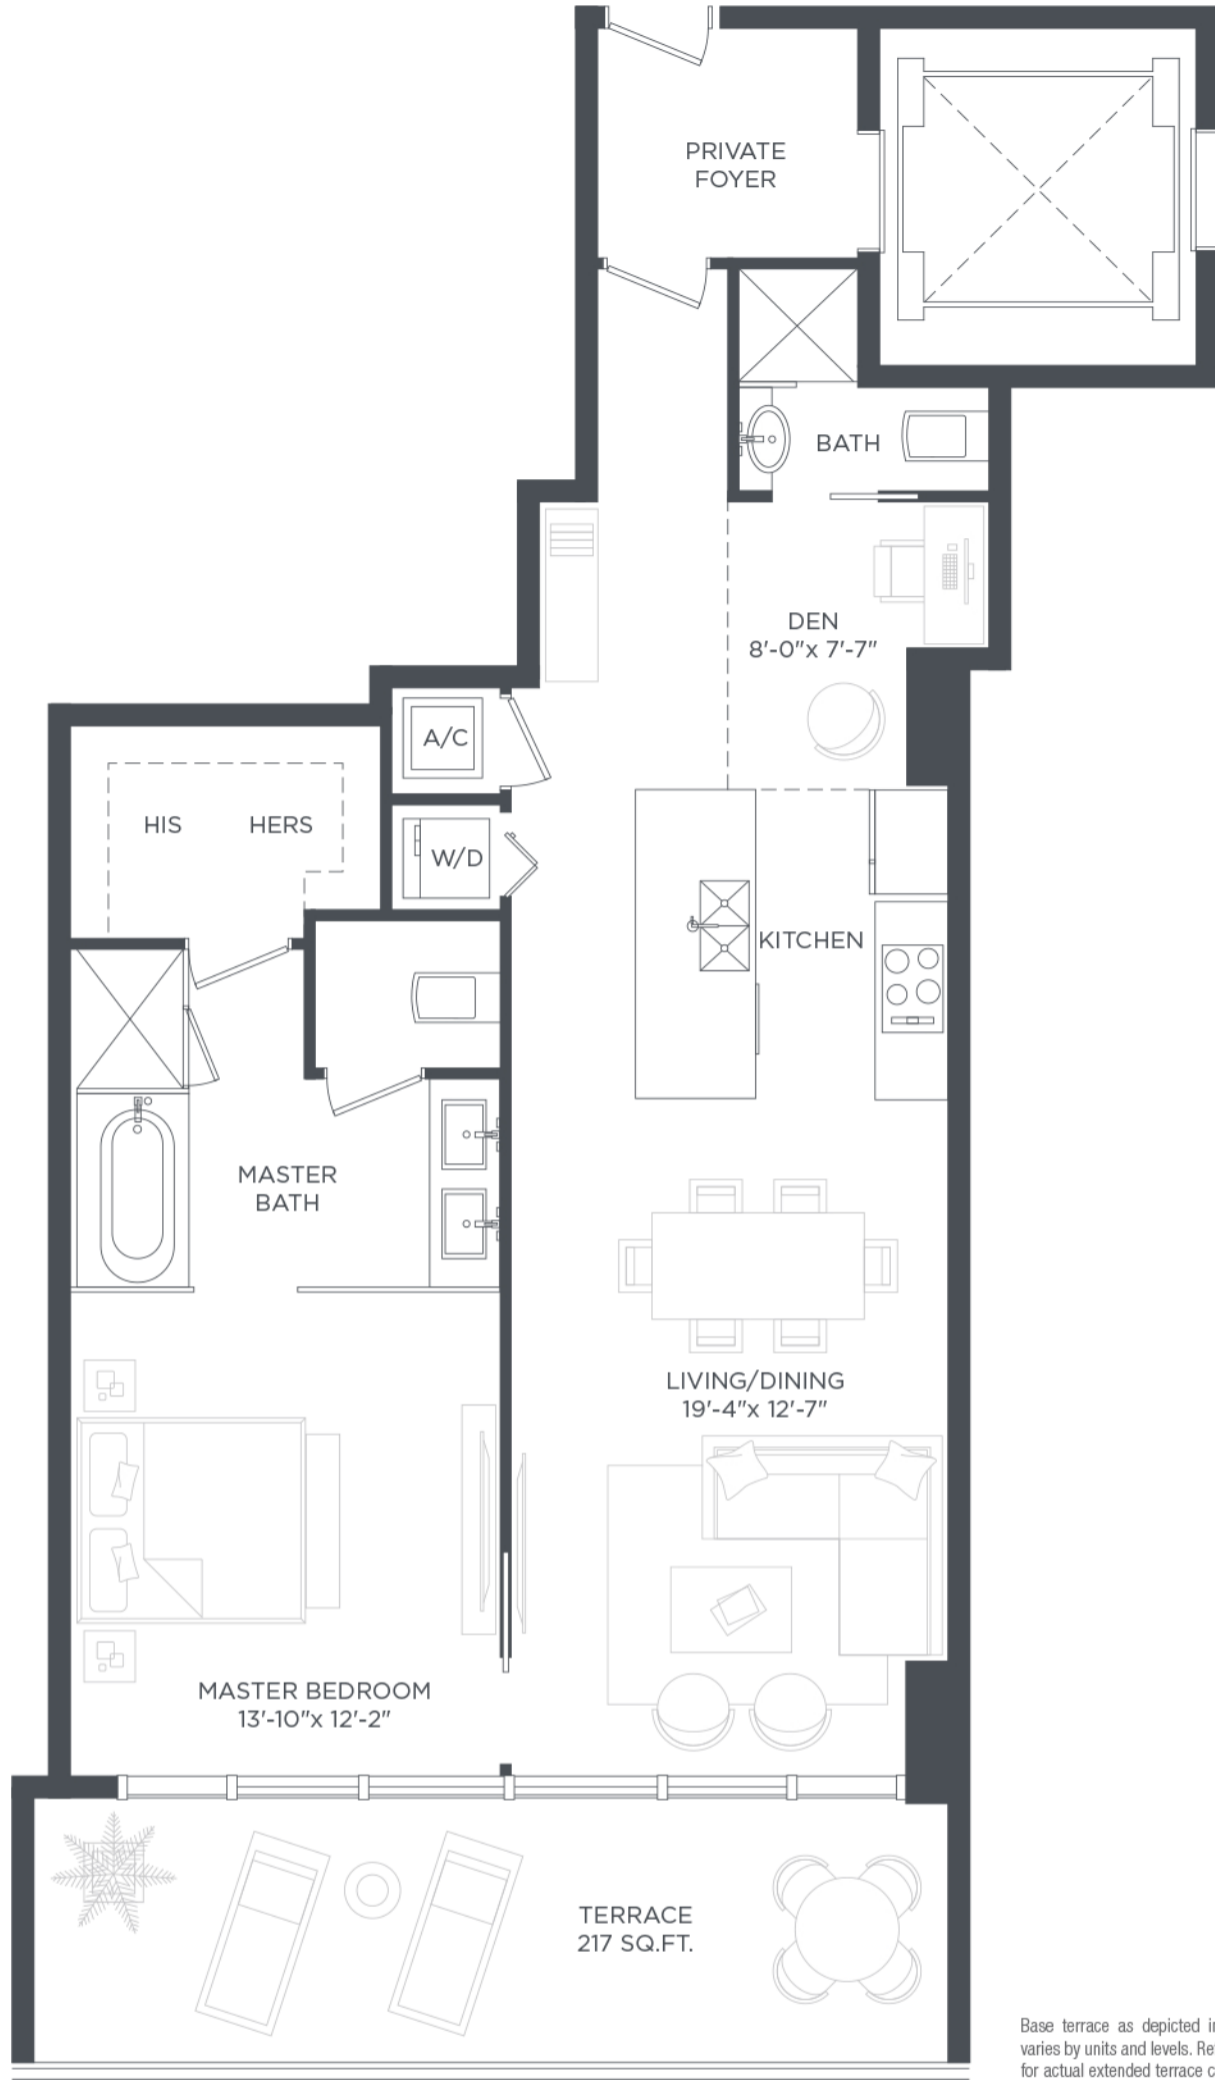 PRIVATE
FOYER
BATH
DEN
8'-0"x 7'-7"
A/C
HIS HERS
W/D
KITCHEN
MASTER
BATH
LIVING/DINING
19'-4"x 12'-7"
MASTER BEDROOM
13'-10"x 12'-2"
TERRACE
217 SQ.FT.
Base terrace as depicted
varies by units and levels.
for actual extended terrace